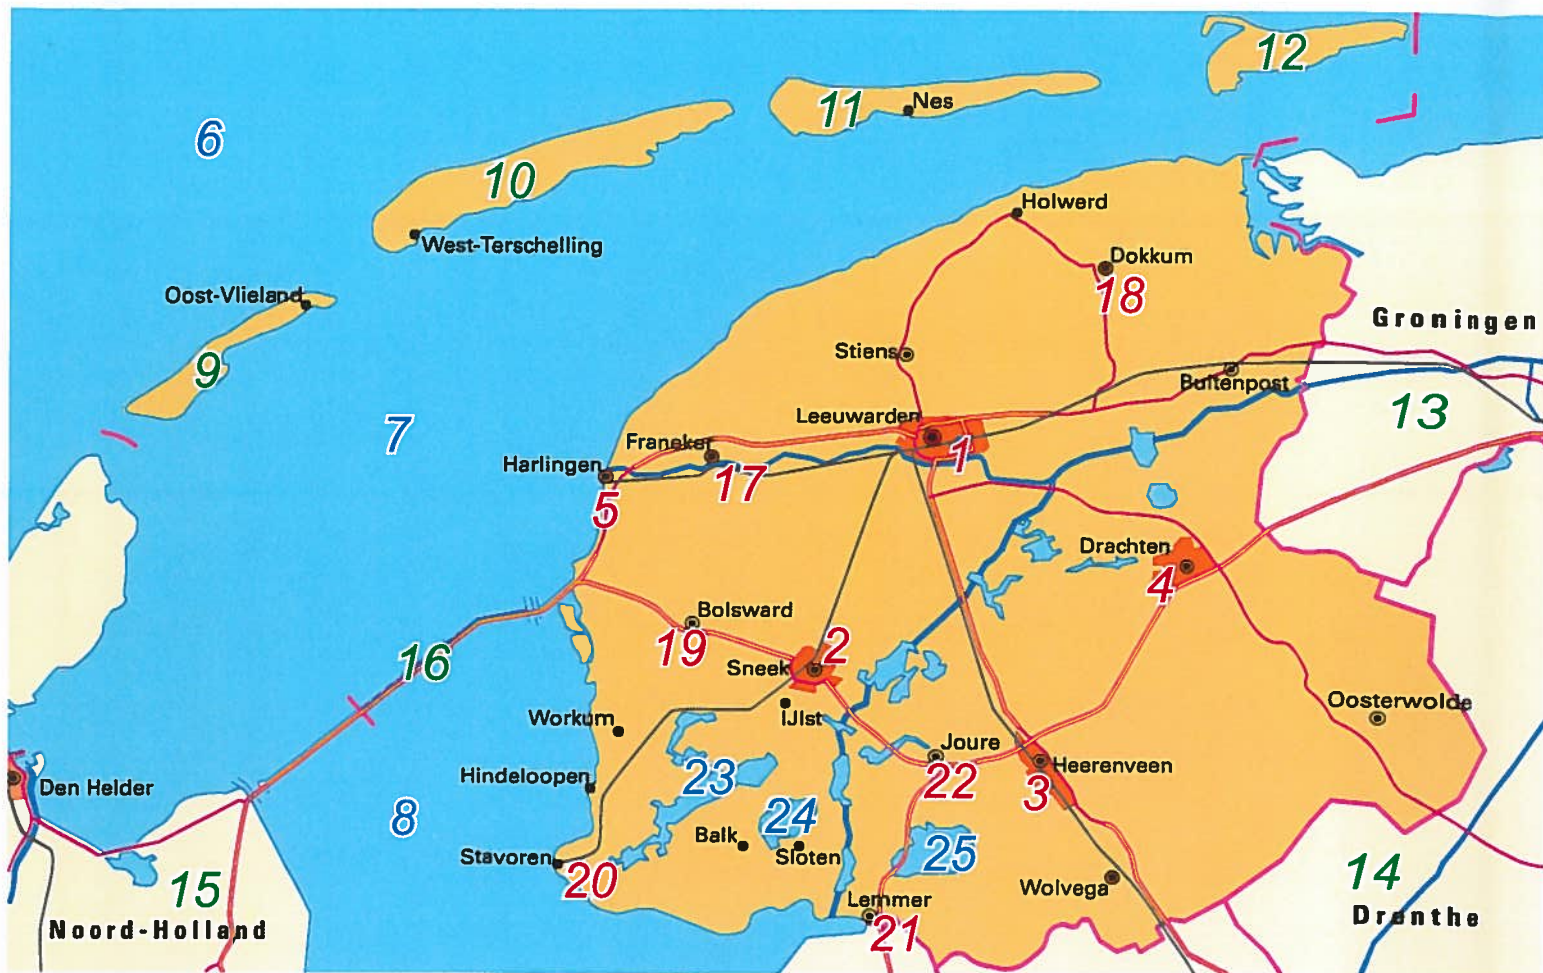 12
11
Nes
6
10
Holwerd
West-Terschelling
Dokkum
18
Oost-Vlieland
Groningen
Stiens
9
Buitenpost
13
Leeuwarden
7
Franeker
1
Harlingen
17
5
Drachten
4
Bolsward
19
2
16
Sneek
Oosterwolde
Workum
IJlst
Joure
Heerenveen
Hindeloopen
23
22
3
Den Helder
8
24
Balk
25
Stavoren
Sloten
14
20
Wolvega
15
Lemmer
Drenthe
Noord-Holland
21